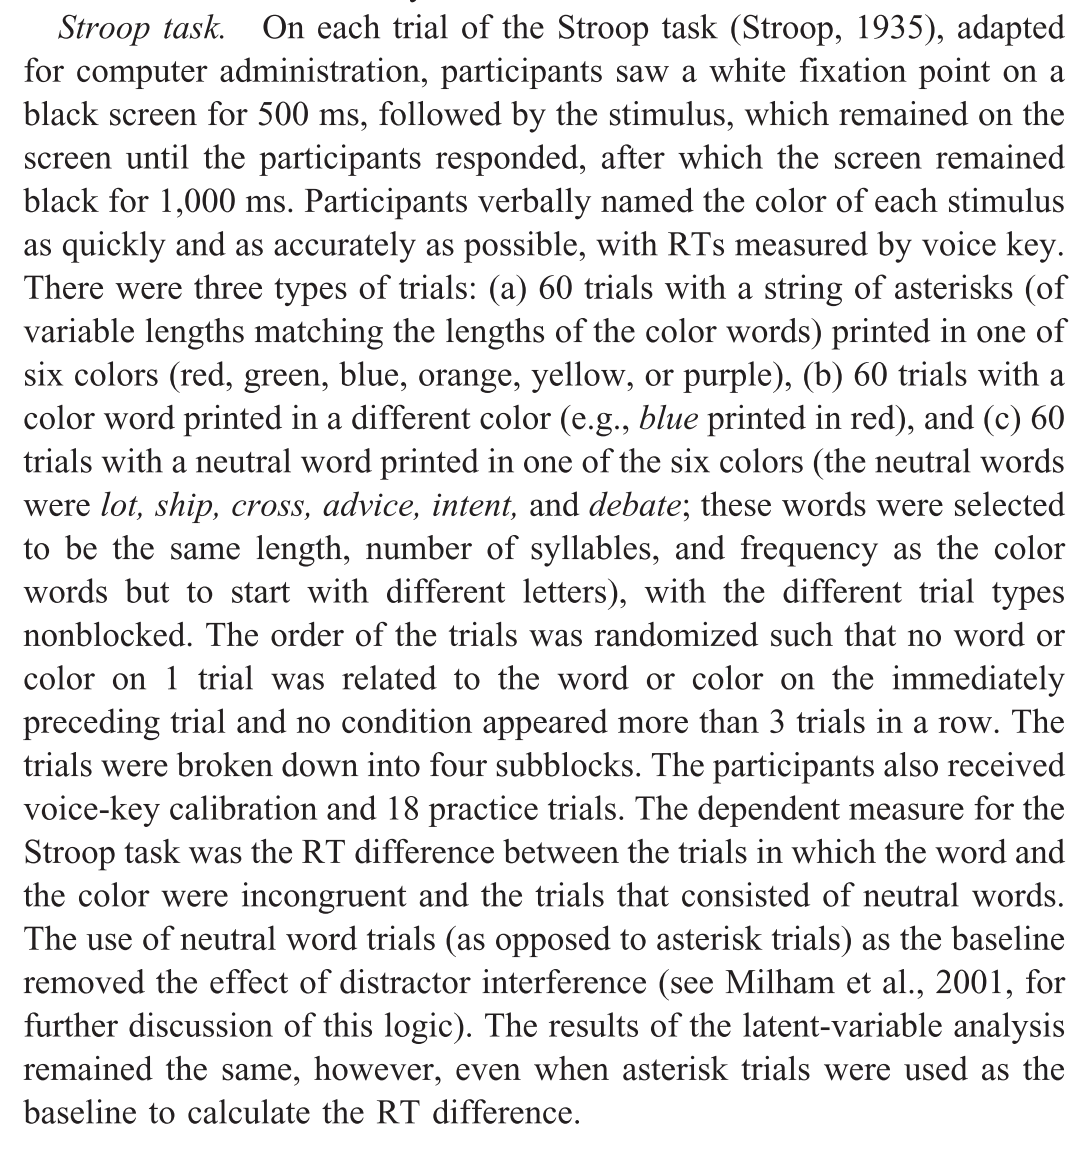 Stroop task. On each trial of the Stroop task (Stroop, 1935), adapted
for computer administration, participants saw a white fixation point on a
black screen for 500 ms, followed by the stimulus, which remained on the
screen until the participants responded, after which the screen remained
black for 1,000 ms. Participants verbally named the color of each stimulus
as quickly and as accurately as possible, with RTs measured by voice key.
There were three types of trials: (a) 60 trials with a string of asterisks (of
variable lengths matching the lengths of the color words) printed in one of
six colors (red, green, blue, orange, yellow, or purple), (b) 60 trials with a
color word printed in a different color (e.g., blue printed in red), and (c) 60
trials with a neutral word printed in one of the six colors (the neutral words
were lot, ship, cross, advice, intent, and debate; these words were selected
to be the same length, number of syllables, and frequency as the color
words but to start with different letters), with the different trial types
nonblocked. The order of the trials was randomized such that no word or
color on 1 trial was related to the word or color on the immediately
preceding trial and no condition appeared more than 3 trials in a row. The
trials were broken down into four subblocks. The participants also received
voice-key calibration and 18 practice trials. The dependent measure for the
Stroop task was the RT difference between the trials in which the word and
the color were incongruent and the trials that consisted of neutral words.
The use of neutral word trials (as opposed to asterisk trials) as the baseline
removed the effect of distractor interference (see Milham et al., 2001, for
further discussion of this logic). The results of the latent-variable analysis
remained the same, however, even when asterisk trials were used as the
baseline to calculate the RT difference.